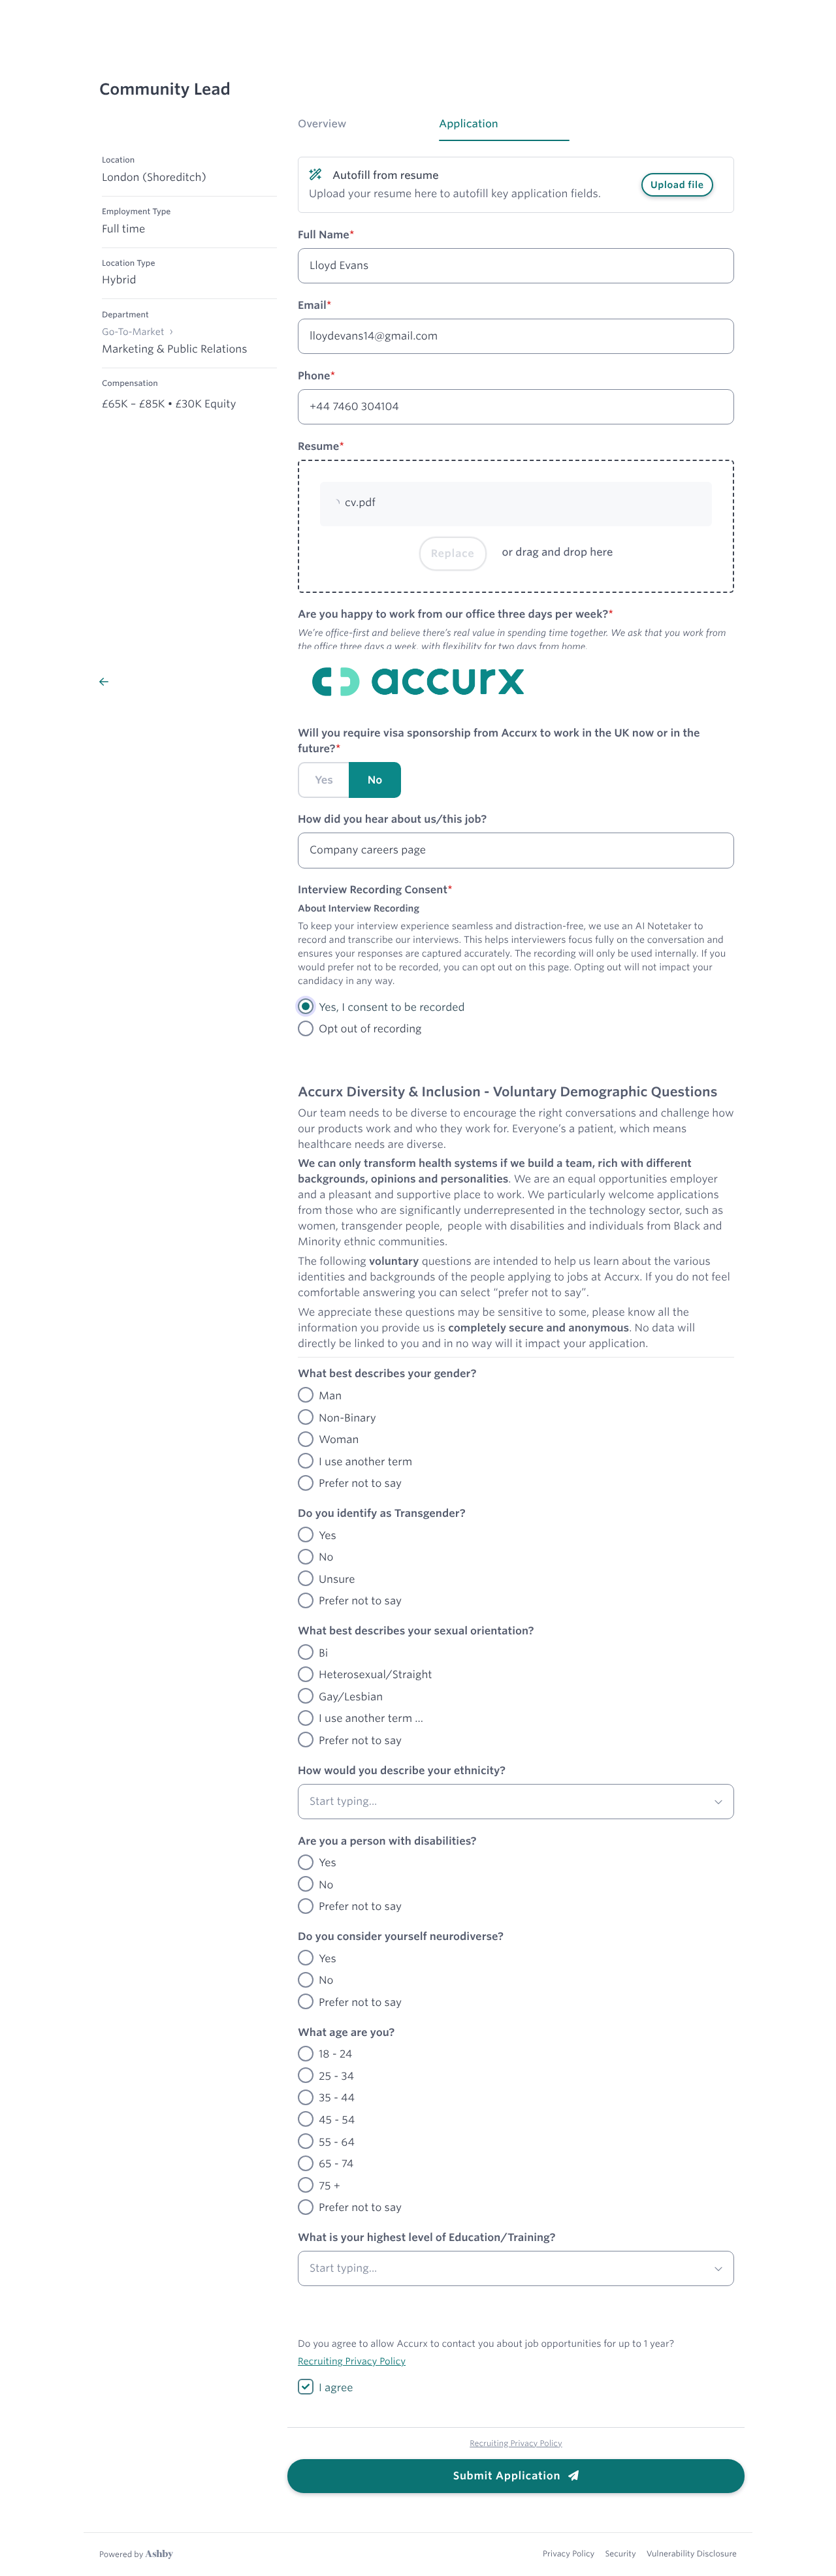 Community Lead
Overview
Application
Location
London (Shoreditch)
Employment Type
Full time
Location Type
Hybrid
Department
Go-To-Market ›
Marketing & Public Relations
Compensation
£65K – £85K • £30K Equity
Autofill from resume
Upload your resume here to autofill key application fields.
Upload file
Full Name*
Lloyd Evans
Email*
lloydevans14@gmail.com
Phone*
+44 7460 304104
Resume*
cv.pdf
Replace
or drag and drop here
Are you happy to work from our office three days per week?*
We're office-first and believe there's real value in spending time together. We ask that you work from
the office three days a week, with flexibility for two days from home.
accurx
Will you require visa sponsorship from Accurx to work in the UK now or in the
future?*
Yes
No
How did you hear about us/this job?
Company careers page
Interview Recording Consent*
About Interview Recording
To keep your interview experience seamless and distraction-free, we use an AI Notetaker to
record and transcribe our interviews. This helps interviewers focus fully on the conversation and
ensures your responses are captured accurately. The recording will only be used internally. If you
would prefer not to be recorded, you can opt out on this page. Opting out will not impact your
candidacy in any way.
Yes, I consent to be recorded
Opt out of recording
Accurx Diversity & Inclusion - Voluntary Demographic Questions
Our team needs to be diverse to encourage the right conversations and challenge how
our products work and who they work for. Everyone's a patient, which means
healthcare needs are diverse.
We can only transform health systems if we build a team, rich with different
backgrounds, opinions and personalities. We are an equal opportunities employer
and a pleasant and supportive place to work. We particularly welcome applications
from those who are significantly underrepresented in the technology sector, such as
women, transgender people, people with disabilities and individuals from Black and
Minority ethnic communities.
The following voluntary questions are intended to help us learn about the various
identities and backgrounds of the people applying to jobs at Accurx. If you do not feel
comfortable answering you can select "prefer not to say".
We appreciate these questions may be sensitive to some, please know all the
information you provide us is completely secure and anonymous. No data will
directly be linked to you and in no way will it impact your application.
What best describes your gender?
Man
Non-Binary
Woman
I use another term
Prefer not to say
Do you identify as Transgender?
Yes
No
Unsure
Prefer not to say
What best describes your sexual orientation?
Bi
Heterosexual/Straight
Gay/Lesbian
I use another term ...
Prefer not to say
How would you describe your ethnicity?
Start typing...
Are you a person with disabilities?
Yes
No
Prefer not to say
Do you consider yourself neurodiverse?
Yes
No
Prefer not to say
What age are you?
18 - 24
25 - 34
35 - 44
45 - 54
55 - 64
65 - 74
75 +
Prefer not to say
What is your highest level of Education/Training?
Start typing...
Do you agree to allow Accurx to contact you about job opportunities for up to 1 year?
Recruiting Privacy Policy
I agree
Recruiting Privacy Policy
Submit Application
Powered by Ashby
Privacy Policy
Security
Vulnerability Disclosure